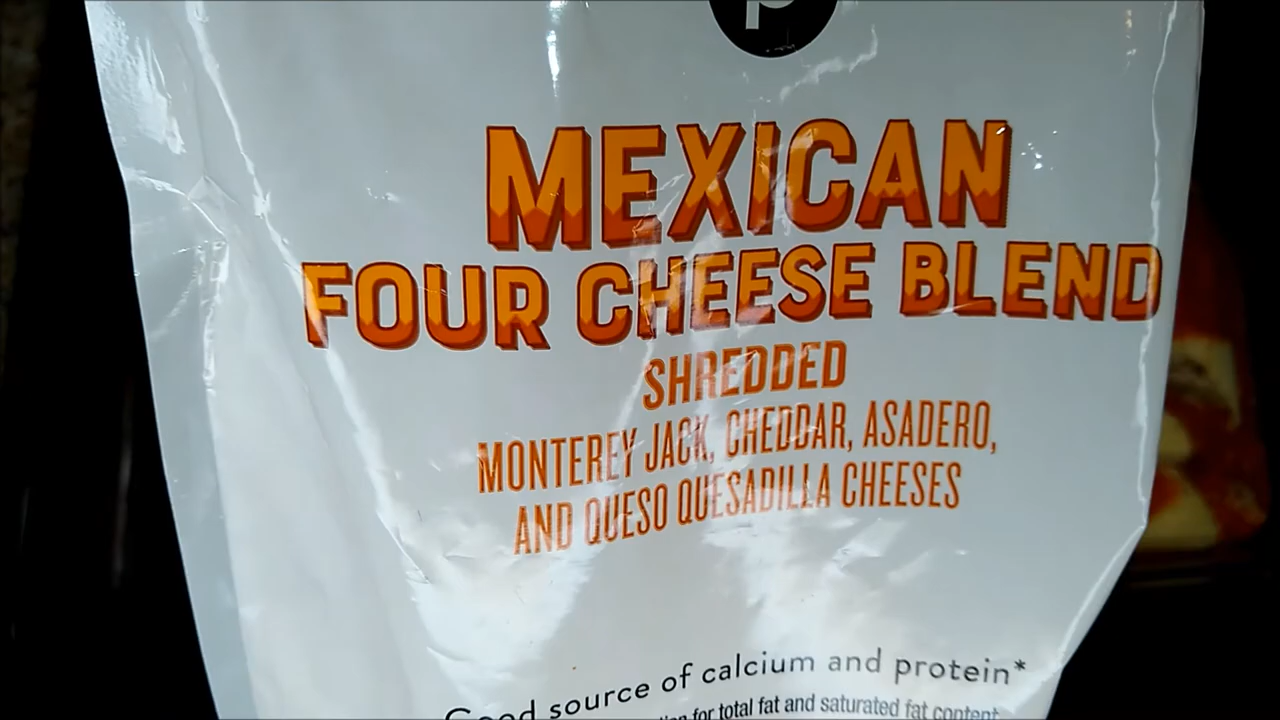 p
MEXICAN
FOUR CHEESE BLEND
SHREDDED
MONTEREY JACK, CHEDDAR, ASADERO,
AND QUESO QUESADILLA CHEESES
Good source of calcium and protein*
for total fat and saturated fat content